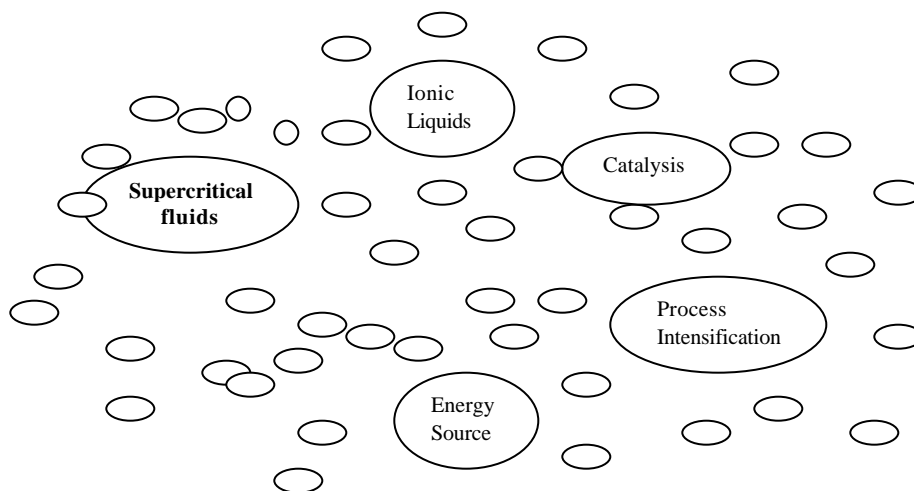 Ionic
Liquids
Catalysis
Supercritical
fluids
Process
Intensification
Energy
Source